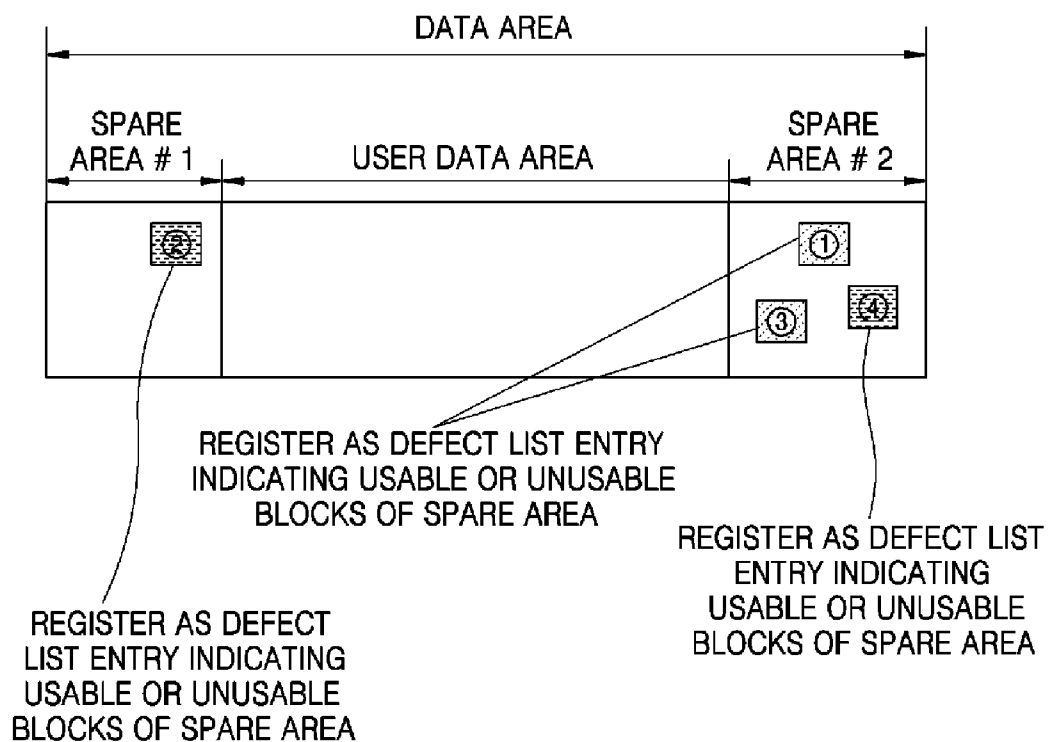 DATA AREA
SPARE
AREA # 1
USER DATA AREA
SPARE
AREA # 2
②
①
③
④
REGISTER AS DEFECT LIST ENTRY
INDICATING USABLE OR UNUSABLE
BLOCKS OF SPARE AREA
REGISTER AS DEFECT LIST
ENTRY INDICATING
USABLE OR UNUSABLE
BLOCKS OF SPARE AREA
REGISTER AS DEFECT
LIST ENTRY INDICATING
USABLE OR UNUSABLE
BLOCKS OF SPARE AREA